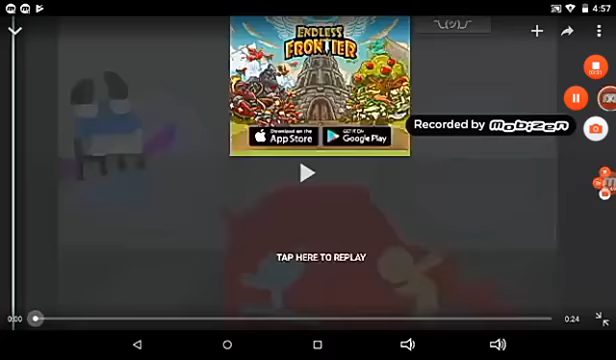 4:57
¯\_(ツ)_/¯
ENDLESS
FRONTIER
Download on the
App Store
GET IT ON
Google Play
Recorded by MOBIZEN
TAP HERE TO REPLAY
0:00
0:24